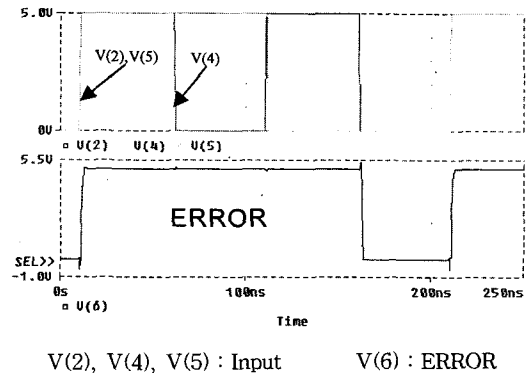 5.0V
V(2),V(5)
V(4)
0V
▫ V(2) V(4) ▫ V(5)
5.5V
ERROR
SEL>>
-1.0V
0s 100ns 200ns 250ns
▫ V(6)
Time
V(2), V(4), V(5) : Input V(6) : ERROR